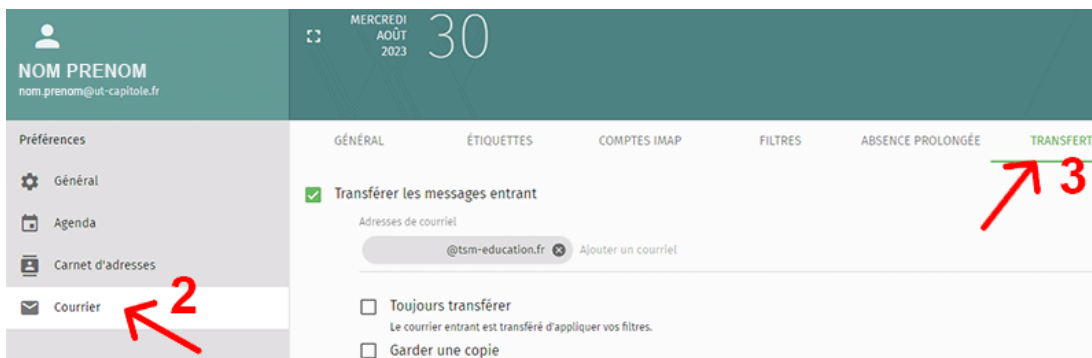 NOM PRENOM
nom.prenom@ut-capitole.fr
MERCREDI
AOÛT
2023
30
Préférences
Général
Agenda
Carnet d'adresses
Courrier
2
GÉNÉRAL
ÉTIQUETTES
COMPTES IMAP
FILTRES
ABSENCE PROLONGÉE
TRANSFERT
3
Transférer les messages entrant
Adresses de courriel
@tsm-education.fr
Ajouter un courriel
Toujours transférer
Le courrier entrant est transféré d'appliquer vos filtres.
Garder une copie